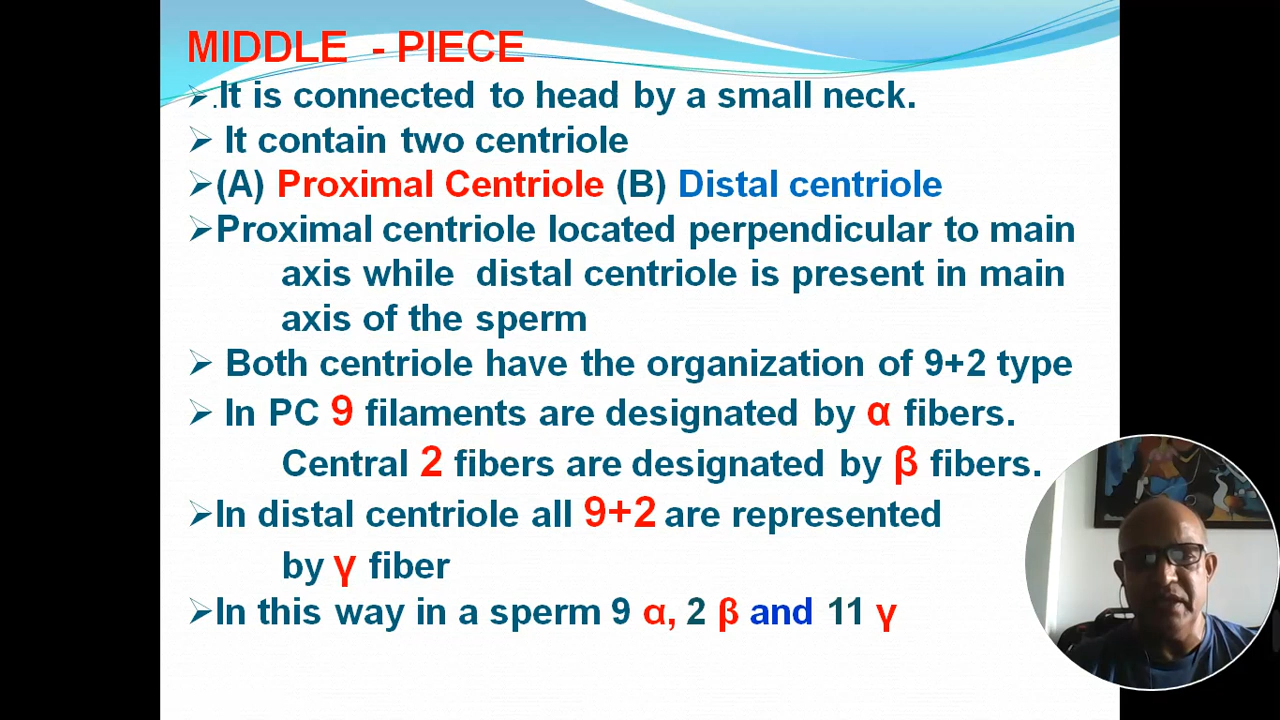 MIDDLE - PIECE
➢.It is connected to head by a small neck.
➢ It contain two centriole
➢(A) Proximal Centriole (B) Distal centriole
➢Proximal centriole located perpendicular to main
axis while distal centriole is present in main
axis of the sperm
➢ Both centriole have the organization of 9+2 type
➢ In PC 9 filaments are designated by α fibers.
Central 2 fibers are designated by β fibers.
➢In distal centriole all 9+2 are represented
by γ fiber
➢In this way in a sperm 9 α, 2 β and 11 γ